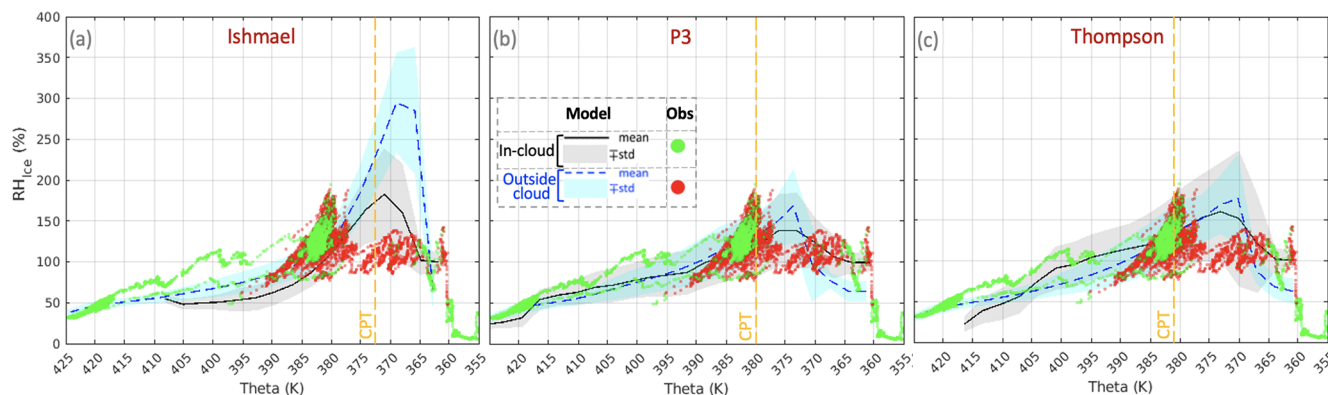 (a) Ishmael
(b) P3
(c) Thompson
RH_Ice (%)
400
350
300
250
200
150
100
50
0
Model Obs
In-cloud mean
∓std
Outside cloud mean
∓std
CPT
CPT
CPT
425 420 415 410 405 400 395 390 385 380 375 370 365 360 355
425 420 415 410 405 400 395 390 385 380 375 370 365 360 355
425 420 415 410 405 400 395 390 385 380 375 370 365 360 355
Theta (K)
Theta (K)
Theta (K)